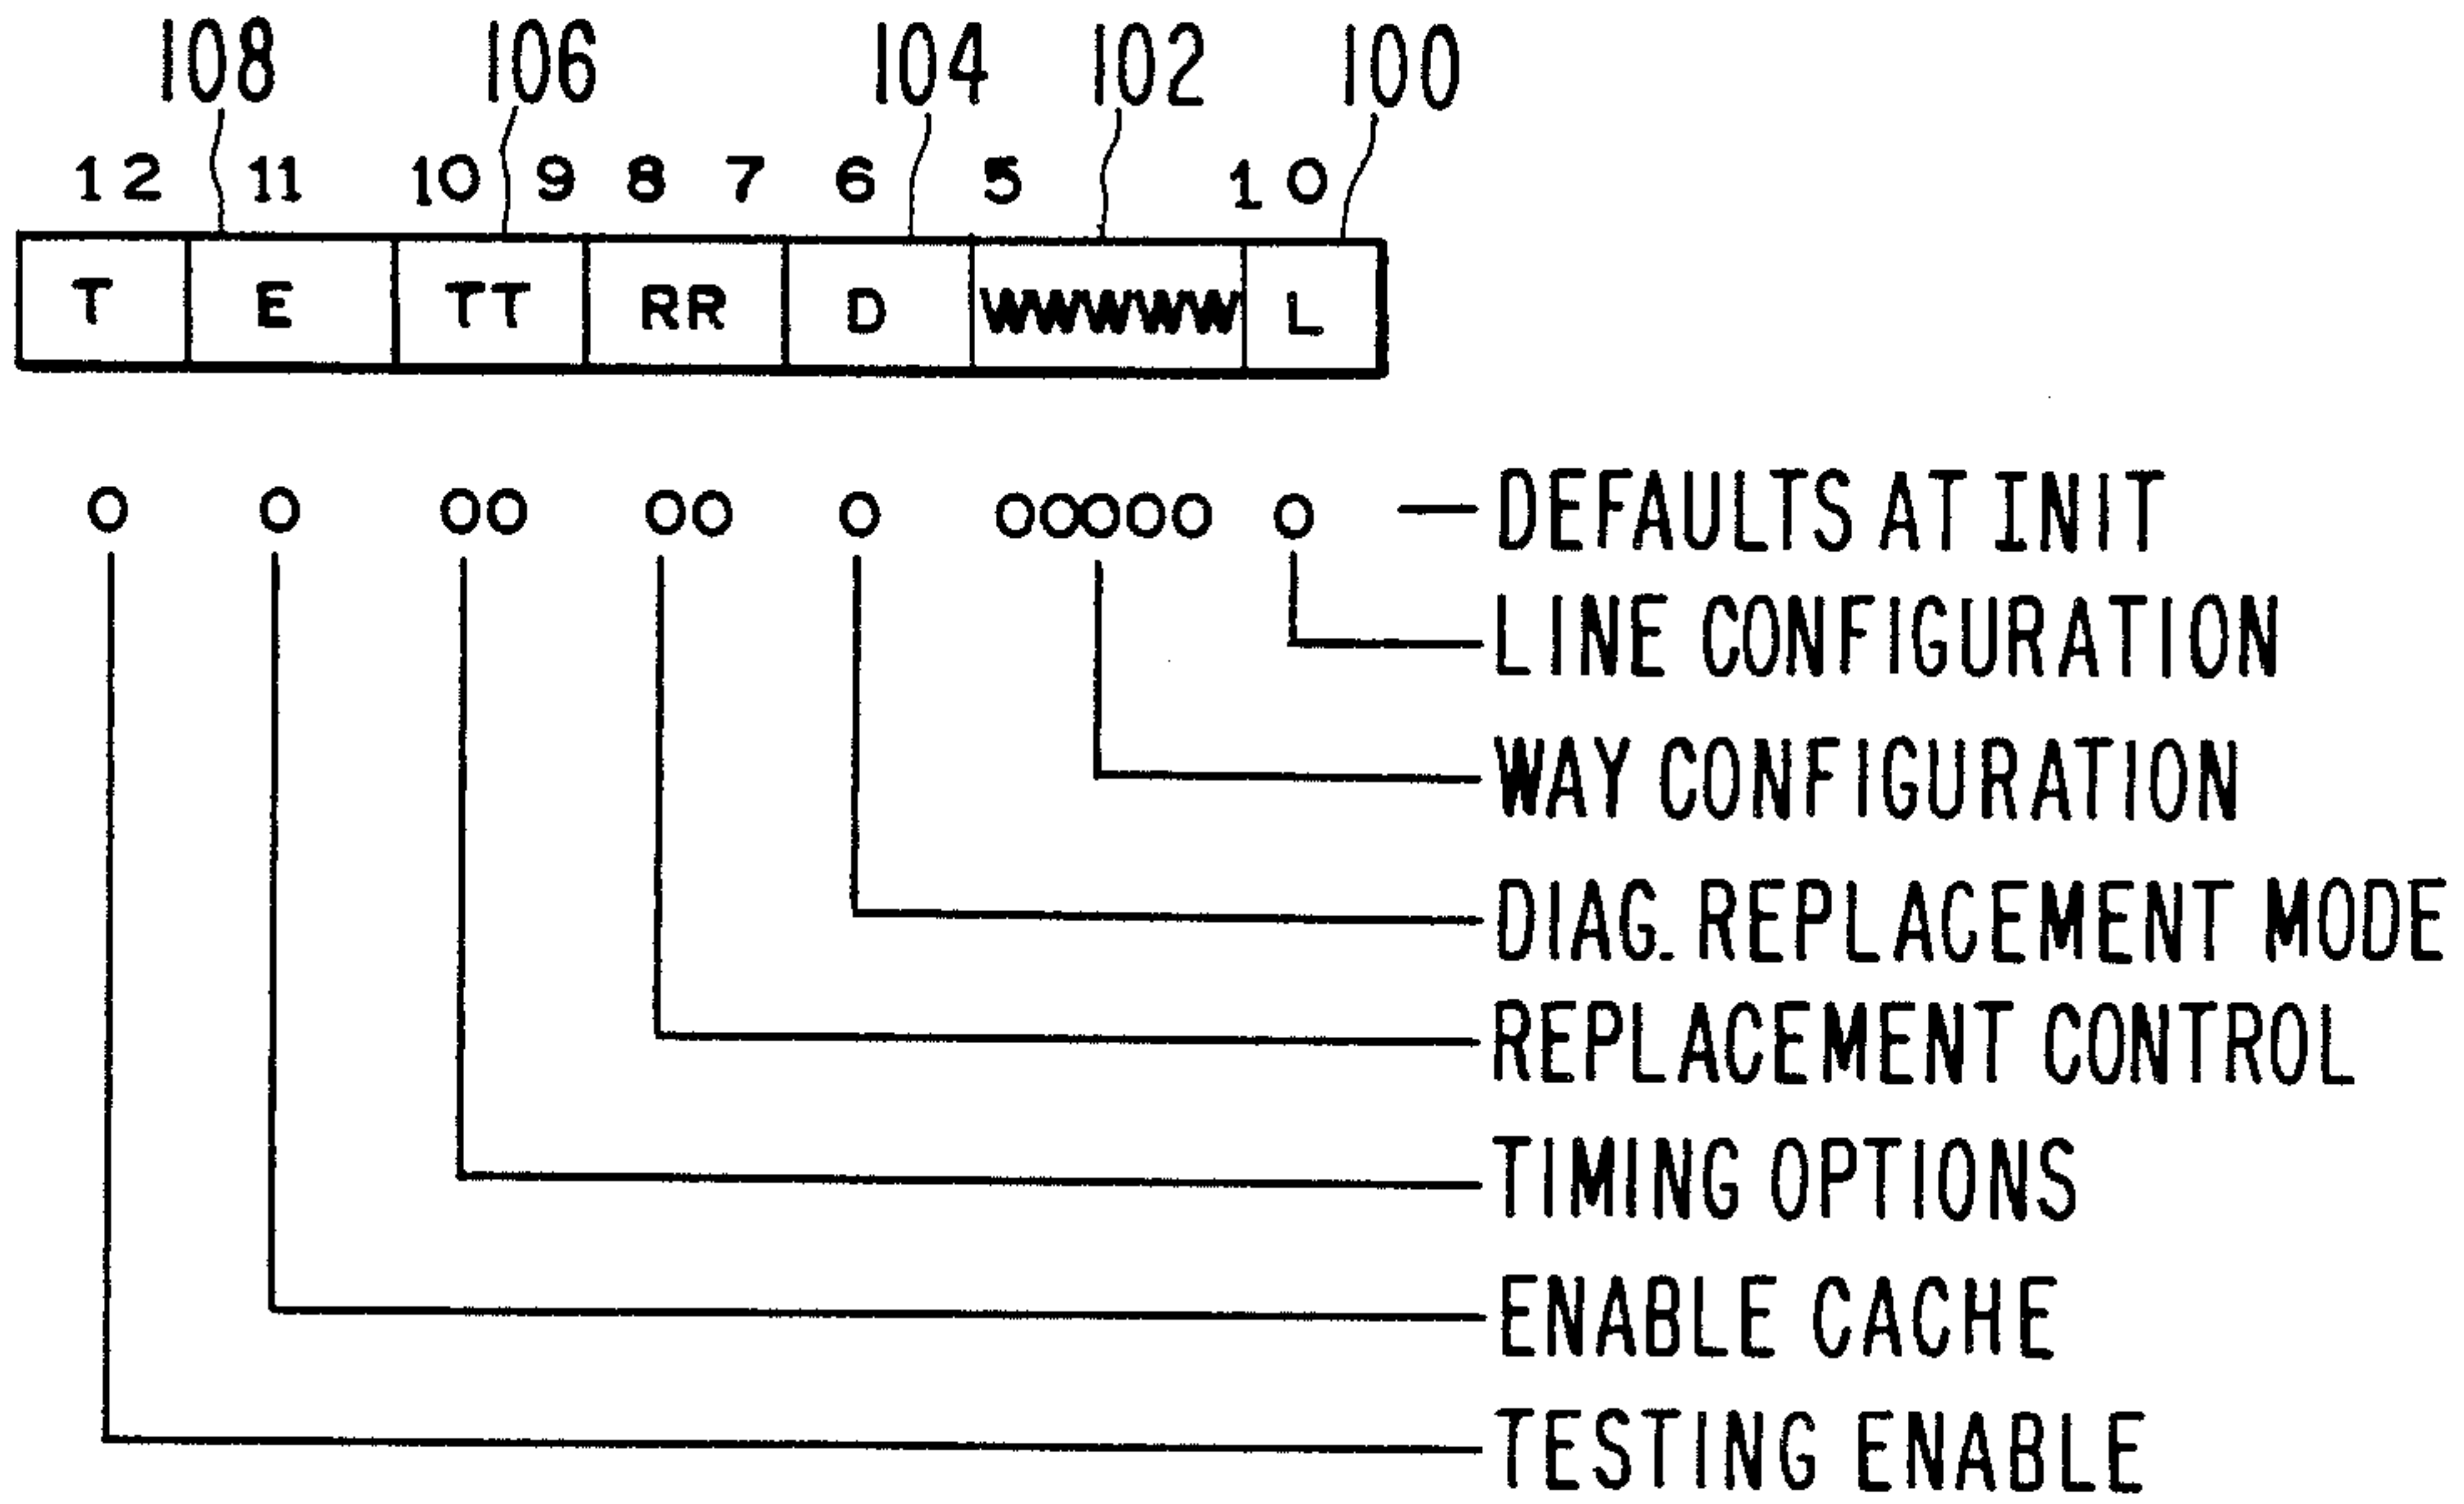 108 106 104 102 100
12 11 10 9 8 7 6 5 1 0
T E TT RR D WWWWW L
0 0 00 00 0 00000 0 — DEFAULTS AT INIT
LINE CONFIGURATION
WAY CONFIGURATION
DIAG. REPLACEMENT MODE
REPLACEMENT CONTROL
TIMING OPTIONS
ENABLE CACHE
TESTING ENABLE